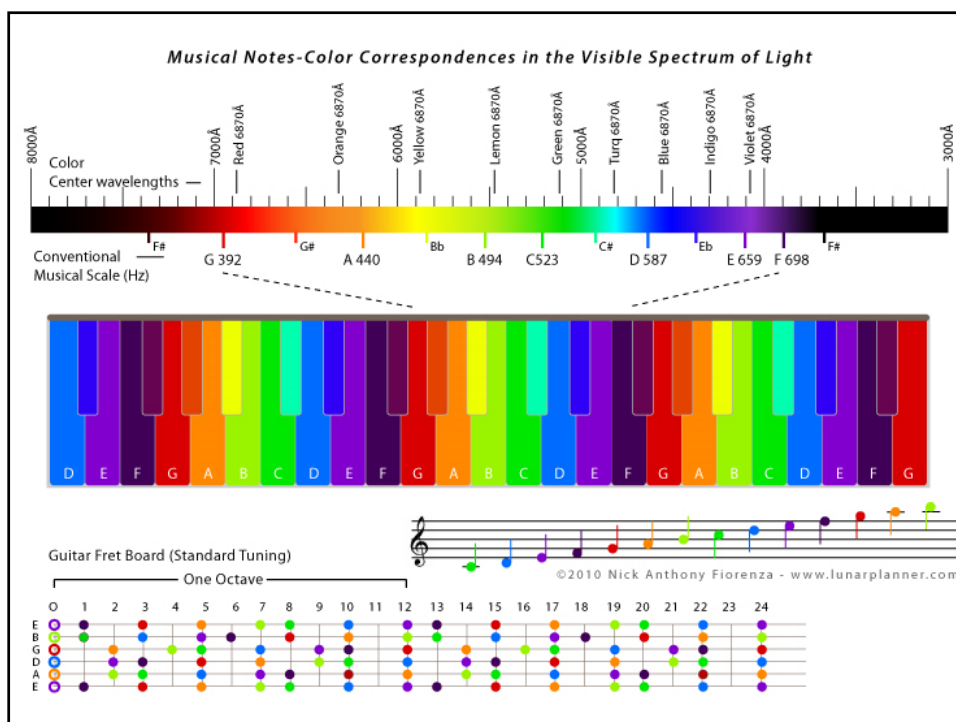 Musical Notes-Color Correspondences in the Visible Spectrum of Light
8000Å
7000Å
Red 6870Å
Orange 6870Å
6000Å
Yellow 6870Å
Lemon 6870Å
Green 6870Å
5000Å
Turq 6870Å
Blue 6870Å
Indigo 6870Å
Violet 6870Å
4000Å
3000Å
Color
Center wavelengths
F# G# Bb C# Eb F#
Conventional
Musical Scale (Hz)
G 392 A 440 B 494 C523 D 587 E 659 F 698
D E F G A B C D E F G A B C D E F G A B C D E F G
©2010 Nick Anthony Fiorenza - www.lunarplanner.com
Guitar Fret Board (Standard Tuning)
One Octave
O 1 2 3 4 5 6 7 8 9 10 11 12 13 14 15 16 17 18 19 20 21 22 23 24
E
B
G
D
A
E